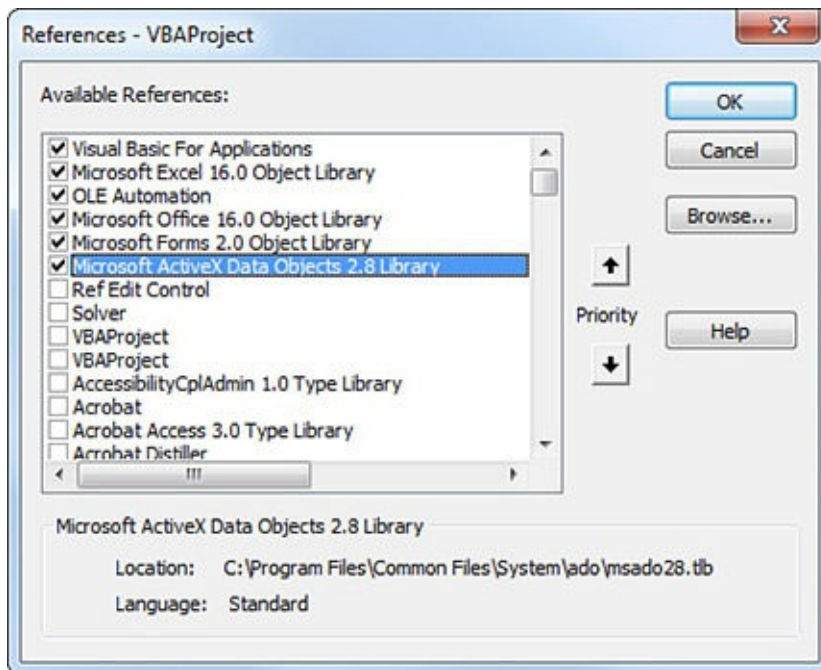 References - VBAProject
Available References:
Visual Basic For Applications
Microsoft Excel 16.0 Object Library
OLE Automation
Microsoft Office 16.0 Object Library
Microsoft Forms 2.0 Object Library
Microsoft ActiveX Data Objects 2.8 Library
Ref Edit Control
Solver
VBAProject
VBAProject
AccessibilityCplAdmin 1.0 Type Library
Acrobat
Acrobat Access 3.0 Type Library
Acrobat Distiller
Priority
OK
Cancel
Browse...
Help
Microsoft ActiveX Data Objects 2.8 Library
Location: C:\Program Files\Common Files\System\ado\msado28.tlb
Language: Standard